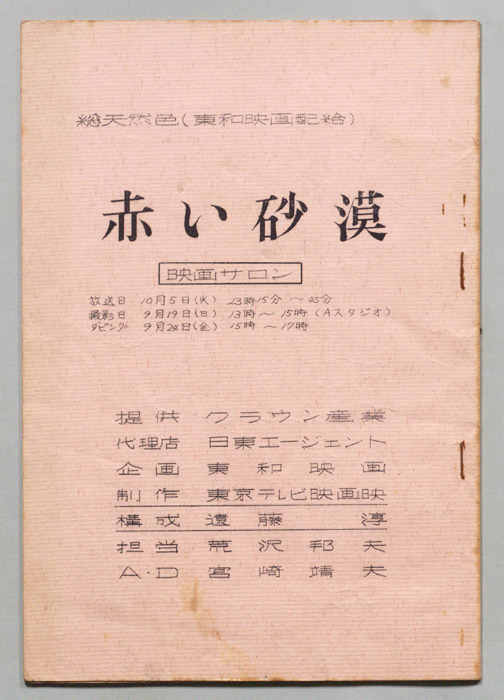 総天然色(東和映画配給)
赤い砂漠
映画サロン
放送日 10月5日(火) 23時15分〜45分
撮影日 9月19日(日) 13時〜15時(Aスタジオ)
ダビング 9月24日(金) 15時〜17時
提供 クラウン産業
代理店 日東エージェント
企画 東和映画
制作 東京テレビ映画映
構成 遠藤淳
担当 荒沢邦夫
A・D 宮崎靖夫